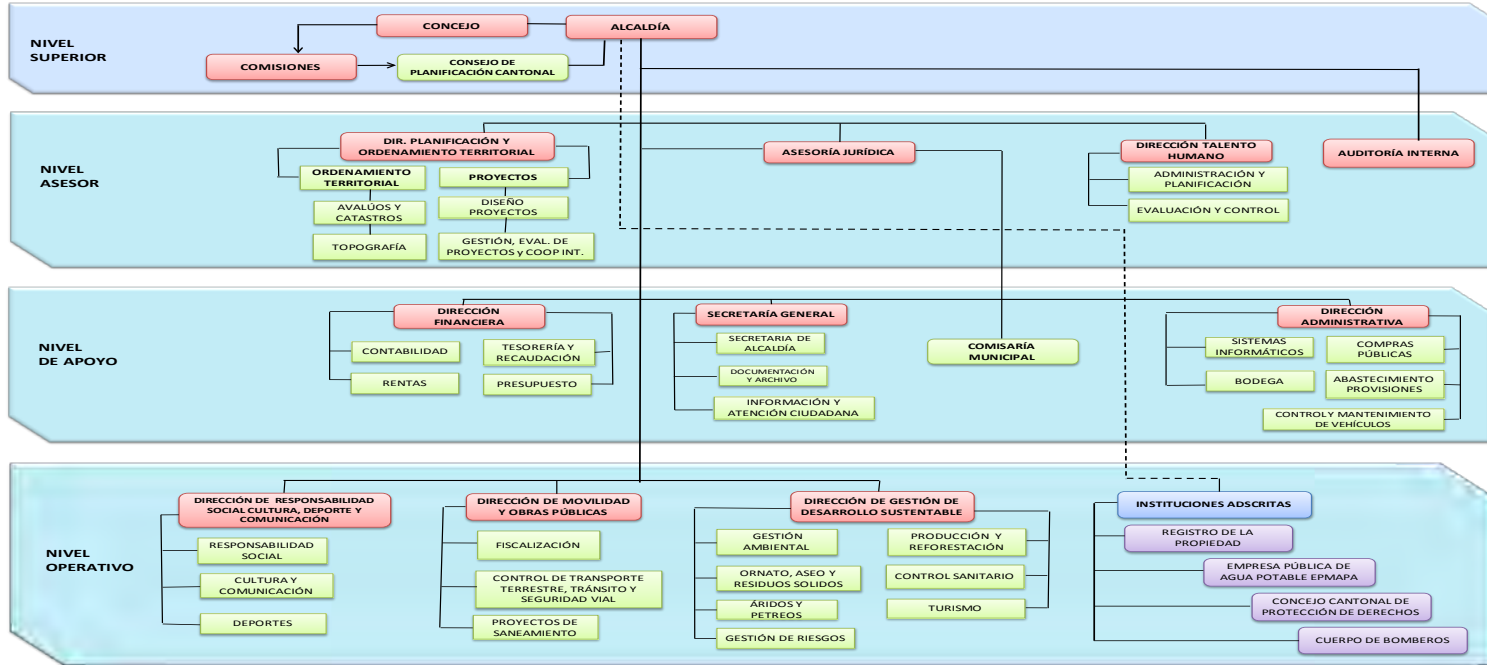 NIVEL
SUPERIOR
CONCEJO
ALCALDÍA
COMISIONES
CONSEJO DE
PLANIFICACIÓN CANTONAL
NIVEL
ASESOR
DIR. PLANIFICACIÓN Y
ORDENAMIENTO TERRITORIAL
ORDENAMIENTO
TERRITORIAL
AVALÚOS Y
CATASTROS
TOPOGRAFÍA
PROYECTOS
DISEÑO
PROYECTOS
GESTIÓN, EVAL. DE
PROYECTOS y COOP INT.
ASESORÍA JURÍDICA
DIRECCIÓN TALENTO
HUMANO
ADMINISTRACIÓN Y
PLANIFICACIÓN
EVALUACIÓN Y CONTROL
AUDITORÍA INTERNA
NIVEL
DE APOYO
DIRECCIÓN
FINANCIERA
CONTABILIDAD
RENTAS
TESORERÍA Y
RECAUDACIÓN
PRESUPUESTO
SECRETARÍA GENERAL
SECRETARIA DE
ALCALDÍA
DOCUMENTACIÓN
Y ARCHIVO
INFORMACIÓN Y
ATENCIÓN CIUDADANA
COMISARÍA
MUNICIPAL
DIRECCIÓN
ADMINISTRATIVA
SISTEMAS
INFORMÁTICOS
BODEGA
COMPRAS
PÚBLICAS
ABASTECIMIENTO
PROVISIONES
CONTROL Y MANTENIMIENTO
DE VEHÍCULOS
NIVEL
OPERATIVO
DIRECCIÓN DE RESPONSABILIDAD
SOCIAL CULTURA, DEPORTE Y
COMUNICACIÓN
RESPONSABILIDAD
SOCIAL
CULTURA Y
COMUNICACIÓN
DEPORTES
DIRECCIÓN DE MOVILIDAD
Y OBRAS PÚBLICAS
FISCALIZACIÓN
CONTROL DE TRANSPORTE
TERRESTRE, TRÁNSITO Y
SEGURIDAD VIAL
PROYECTOS DE
SANEAMIENTO
DIRECCIÓN DE GESTIÓN DE
DESARROLLO SUSTENTABLE
GESTIÓN
AMBIENTAL
ORNATO, ASEO Y
RESIDUOS SOLIDOS
ÁRIDOS Y
PETREOS
GESTIÓN DE RIESGOS
PRODUCCIÓN Y
REFORESTACIÓN
CONTROL SANITARIO
TURISMO
INSTITUCIONES ADSCRITAS
REGISTRO DE LA
PROPIEDAD
EMPRESA PÚBLICA DE
AGUA POTABLE EPMAPA
CONCEJO CANTONAL DE
PROTECCIÓN DE DERECHOS
CUERPO DE BOMBEROS